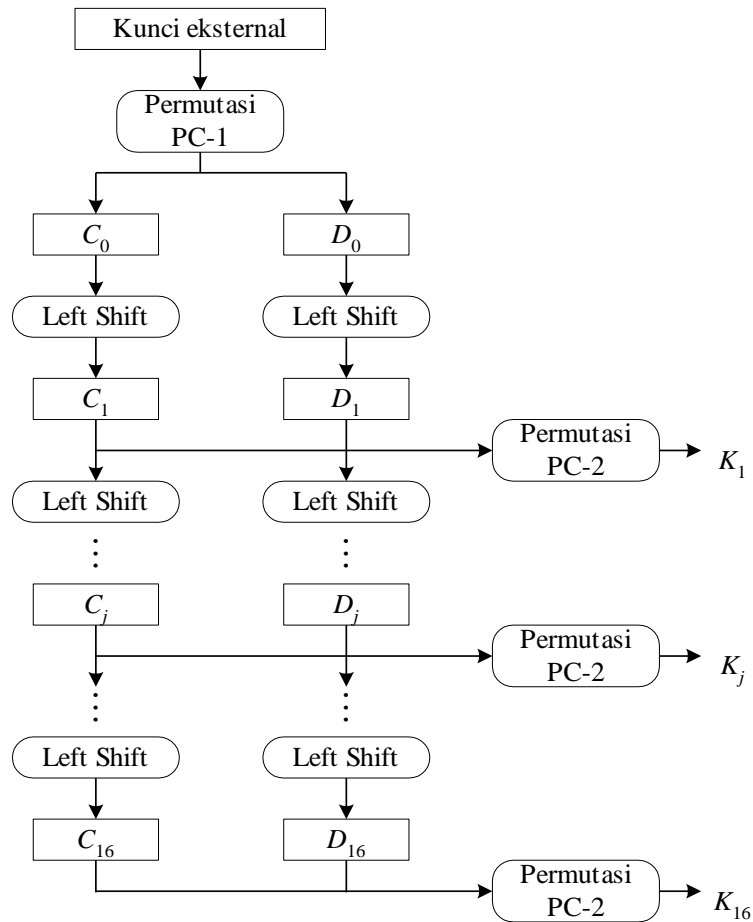 Kunci eksternal
Permutasi
PC-1
C0 D0
Left Shift Left Shift
C1 D1
Permutasi
PC-2
K1
Left Shift Left Shift
Cj Dj
Permutasi
PC-2
Kj
Left Shift Left Shift
C16 D16
Permutasi
PC-2
K16